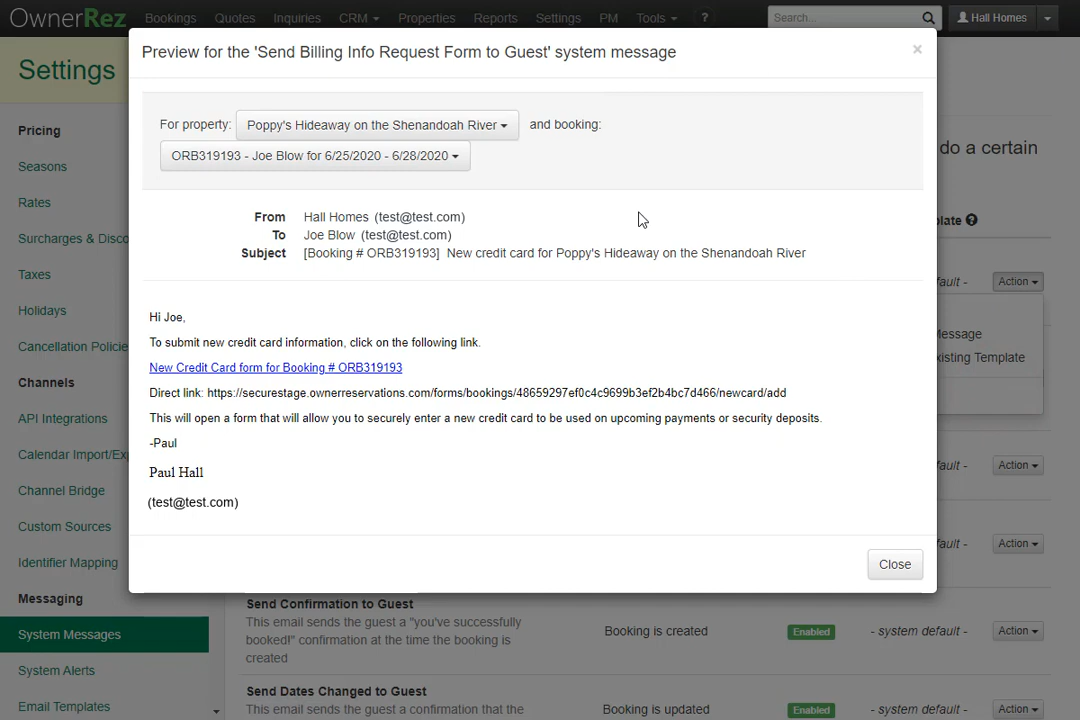 OwnerRez Bookings Quotes Inquiries CRM Properties Reports Settings PM Tools ? Search... Hall Homes
Preview for the 'Send Billing Info Request Form to Guest' system message ×
Settings
For property: Poppy's Hideaway on the Shenandoah River and booking:
ORB319193 - Joe Blow for 6/25/2020 - 6/28/2020
From Hall Homes (test@test.com)
To Joe Blow (test@test.com)
Subject [Booking # ORB319193] New credit card for Poppy's Hideaway on the Shenandoah River
Hi Joe,
To submit new credit card information, click on the following link.
New Credit Card form for Booking # ORB319193
Direct link: https://securestage.ownerreservations.com/forms/bookings/48659297ef0c4c9699b3ef2b4bc7d466/newcard/add
This will open a form that will allow you to securely enter a new credit card to be used on upcoming payments or security deposits.
-Paul
Paul Hall
(test@test.com)
Close
Pricing
Seasons
Rates
Surcharges & Disco
Taxes
Holidays
Cancellation Policie
Channels
API Integrations
Calendar Import/Exp
Channel Bridge
Custom Sources
Identifier Mapping
Messaging
System Messages
System Alerts
Email Templates
do a certain
plate ?
fault - Action
Message
xisting Template
fault - Action
fault - Action
Send Confirmation to Guest
This email sends the guest a "you've successfully
booked!" confirmation at the time the booking is
created
Booking is created Enabled - system default - Action
Send Dates Changed to Guest
This email sends the guest a confirmation that the
Booking is updated Enabled - system default - Action